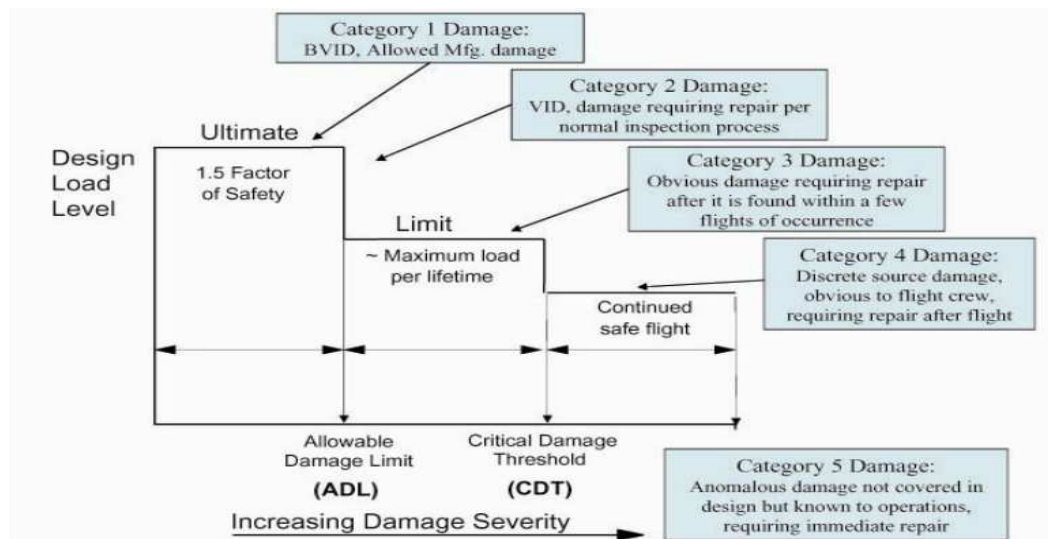 Category 1 Damage:
BVID, Allowed Mfg. damage
Category 2 Damage:
VID, damage requiring repair per
normal inspection process
Ultimate
Design
Load
Level
1.5 Factor
of Safety
Category 3 Damage:
Obvious damage requiring repair
after it is found within a few
flights of occurrence
Limit
~ Maximum load
per lifetime
Category 4 Damage:
Discrete source damage,
obvious to flight crew,
requiring repair after flight
Continued
safe flight
Allowable
Damage Limit
(ADL)
Critical Damage
Threshold
(CDT)
Category 5 Damage:
Anomalous damage not covered in
design but known to operations,
requiring immediate repair
Increasing Damage Severity